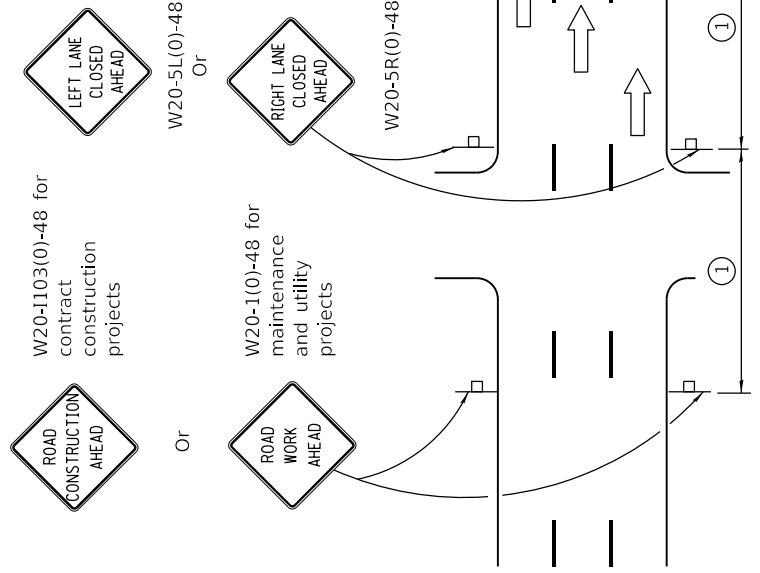 LEFT LANE
CLOSED
AHEAD
W20-5L(0)-48
Or
RIGHT LANE
CLOSED
AHEAD
W20-5R(0)-48
W20-I103(0)-48 for
contract
construction
projects
W20-1(0)-48 for
maintenance
and utility
projects
ROAD
CONSTRUCTION
AHEAD
Or
ROAD
WORK
AHEAD
1
1